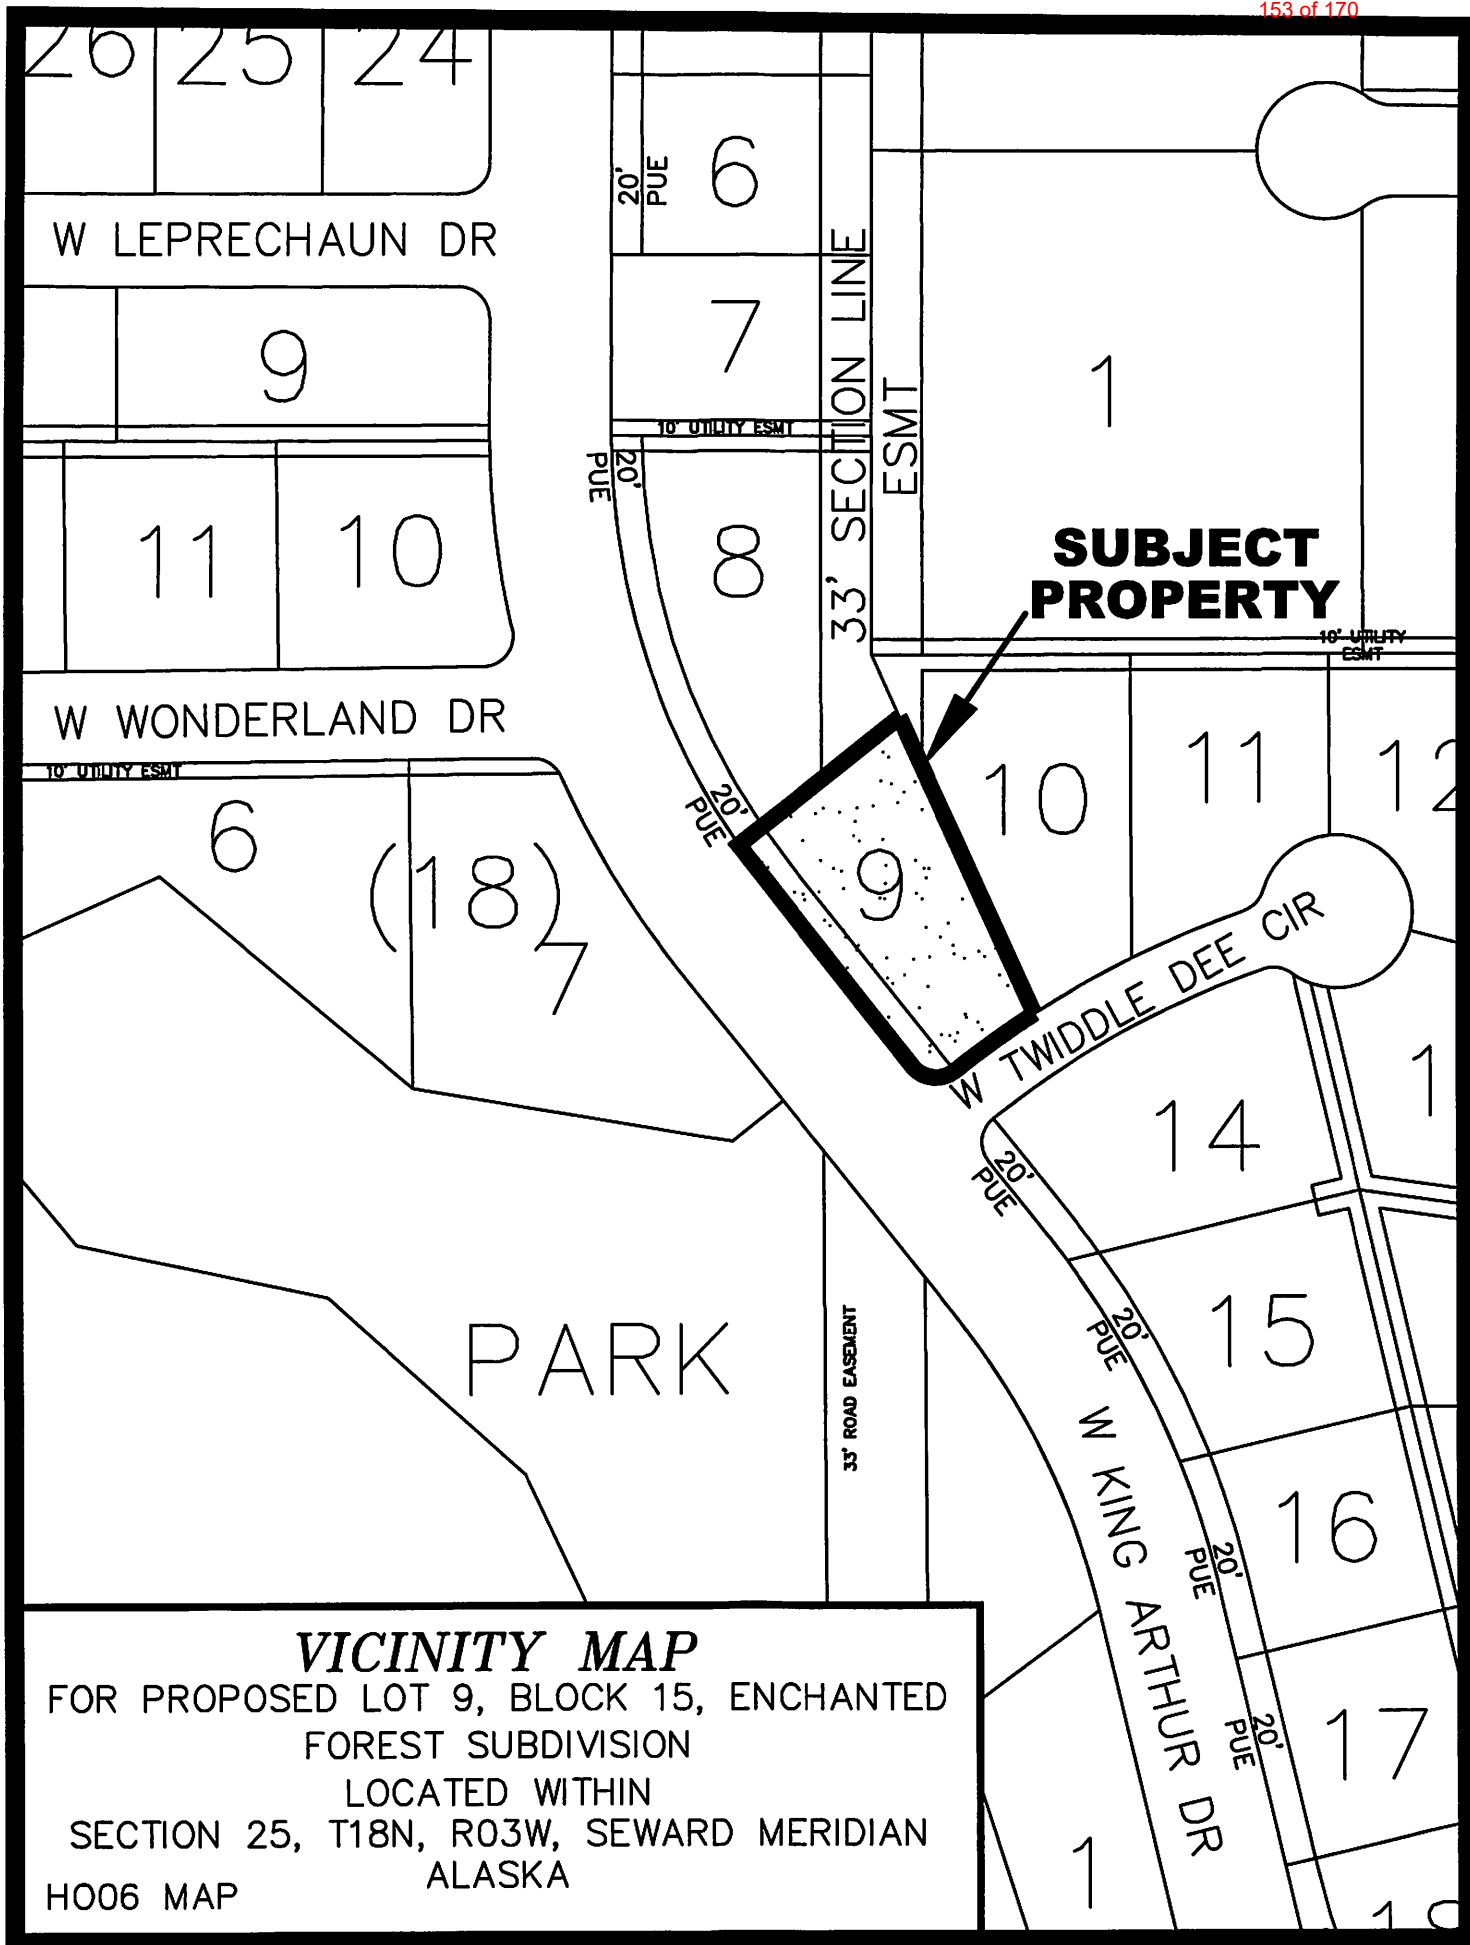 153 of 170
26 25 24
20'
PUE
6
W LEPRECHAUN DR
9
7
1
33' SECTION LINE
ESMT
10' UTILITY ESMT
20'
PUE
11 10
8
SUBJECT
PROPERTY
10' UTILITY
ESMT
W WONDERLAND DR
10' UTILITY ESMT
6
(18)
7
20'
PUE
9
10
11
12
W TWIDDLE DEE CIR
1
14
20'
PUE
15
20'
PUE
PARK
33' ROAD EASEMENT
W KING ARTHUR DR
16
20'
PUE
17
20'
PUE
1
VICINITY MAP
FOR PROPOSED LOT 9, BLOCK 15, ENCHANTED
FOREST SUBDIVISION
LOCATED WITHIN
SECTION 25, T18N, R03W, SEWARD MERIDIAN
ALASKA
HO06 MAP